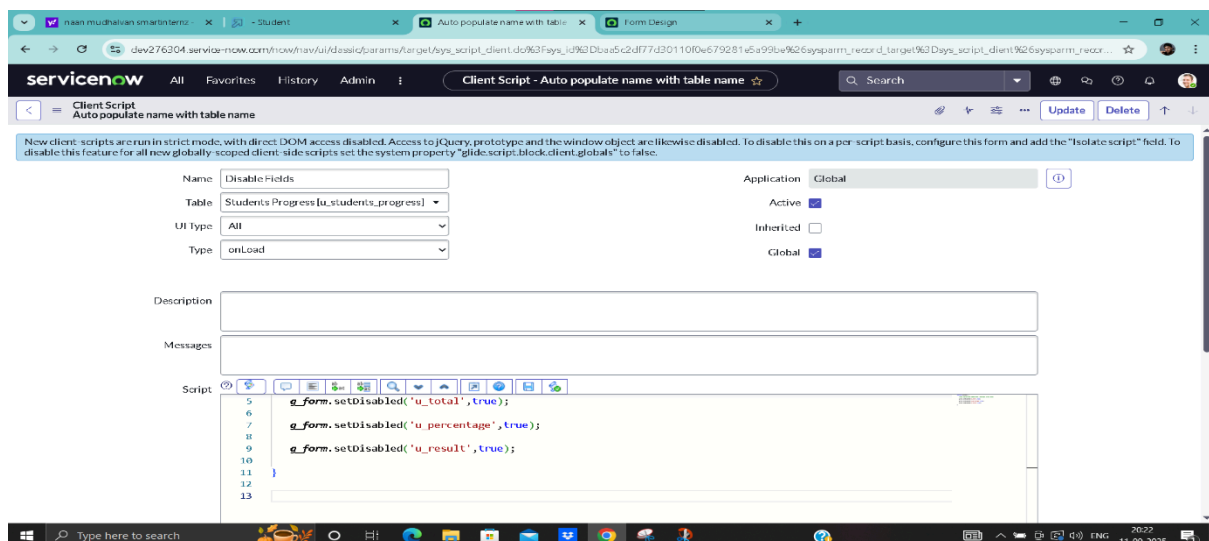 naan mudhalvan smartinternz -
- Student
Auto populate name with table
Form Design
dev276304.service-now.com/now/nav/ui/classic/params/target/sys_script_client.do%3Fsys_id%3Dbaa5c2df77d30110f0e679281e5a99be%26sysparm_record_target%3Dsys_script_client%26sysparm_recor...
servicenow All Favorites History Admin Client Script - Auto populate name with table name Search
Client Script
Auto populate name with table name
Update Delete
New client-scripts are run in strict mode, with direct DOM access disabled. Access to jQuery, prototype and the window object are likewise disabled. To disable this on a per-script basis, configure this form and add the "Isolate script" field. To
disable this feature for all new globally-scoped client-side scripts set the system property "glide.script.block.client.globals" to false.
Name Disable Fields Application Global
Table Students Progress [u_students_progress] Active
UI Type All Inherited
Type onLoad Global
Description
Messages
Script
5 g_form.setDisabled('u_total',true);
6
7 g_form.setDisabled('u_percentage',true);
8
9 g_form.setDisabled('u_result',true);
10
11 }
12
13
Type here to search ENG 20:22
11-09-2025